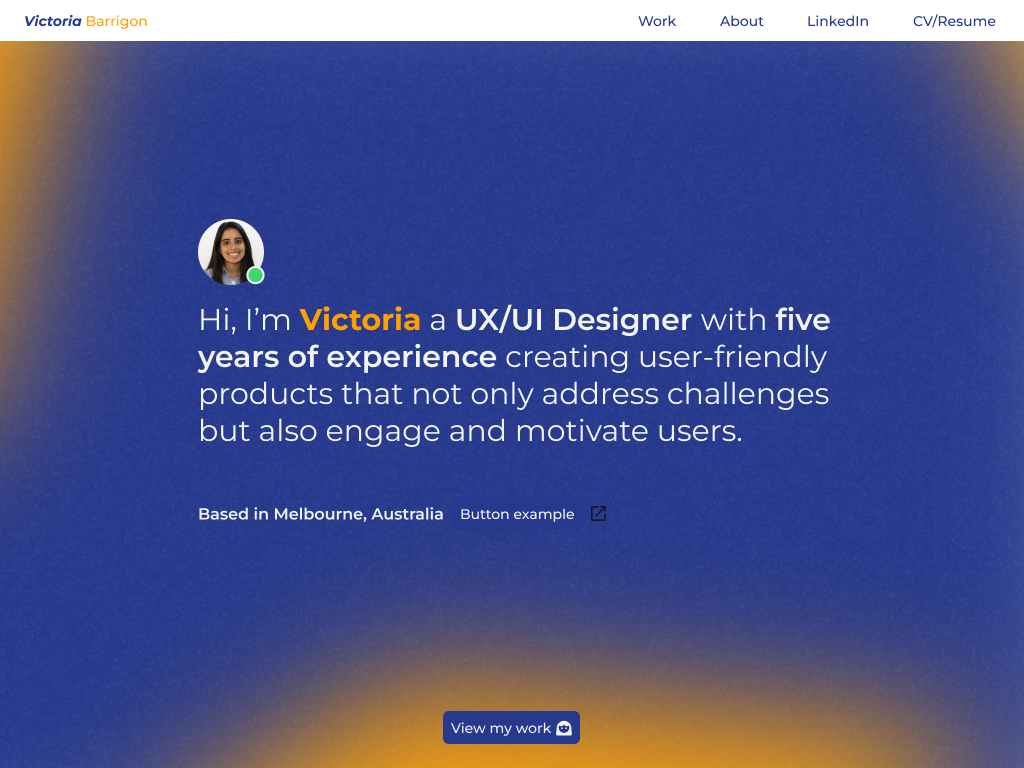 Victoria Barrigon
Work About LinkedIn CV/Resume
Hi, I’m Victoria a UX/UI Designer with five
years of experience creating user-friendly
products that not only address challenges
but also engage and motivate users.
Based in Melbourne, Australia Button example
View my work